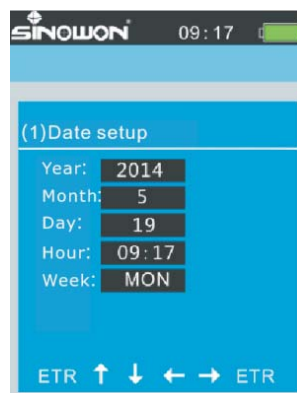 SINOWON 09:17
(1)Date setup
Year: 2014
Month: 5
Day: 19
Hour: 09:17
Week: MON
ETR ↑ ↓ ← → ETR